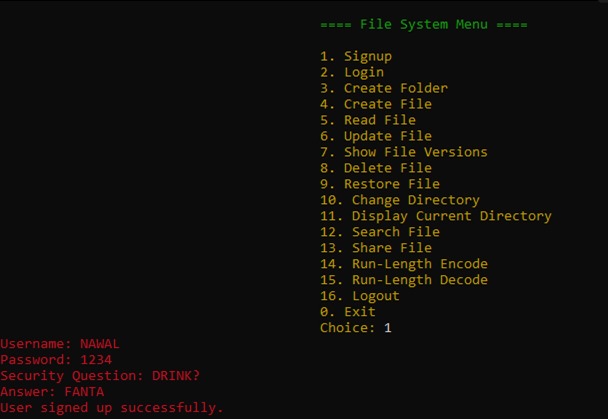 ==== File System Menu ====
1. Signup
2. Login
3. Create Folder
4. Create File
5. Read File
6. Update File
7. Show File Versions
8. Delete File
9. Restore File
10. Change Directory
11. Display Current Directory
12. Search File
13. Share File
14. Run-Length Encode
15. Run-Length Decode
16. Logout
0. Exit
Choice: 1
Username: NAWAL
Password: 1234
Security Question: DRINK?
Answer: FANTA
User signed up successfully.